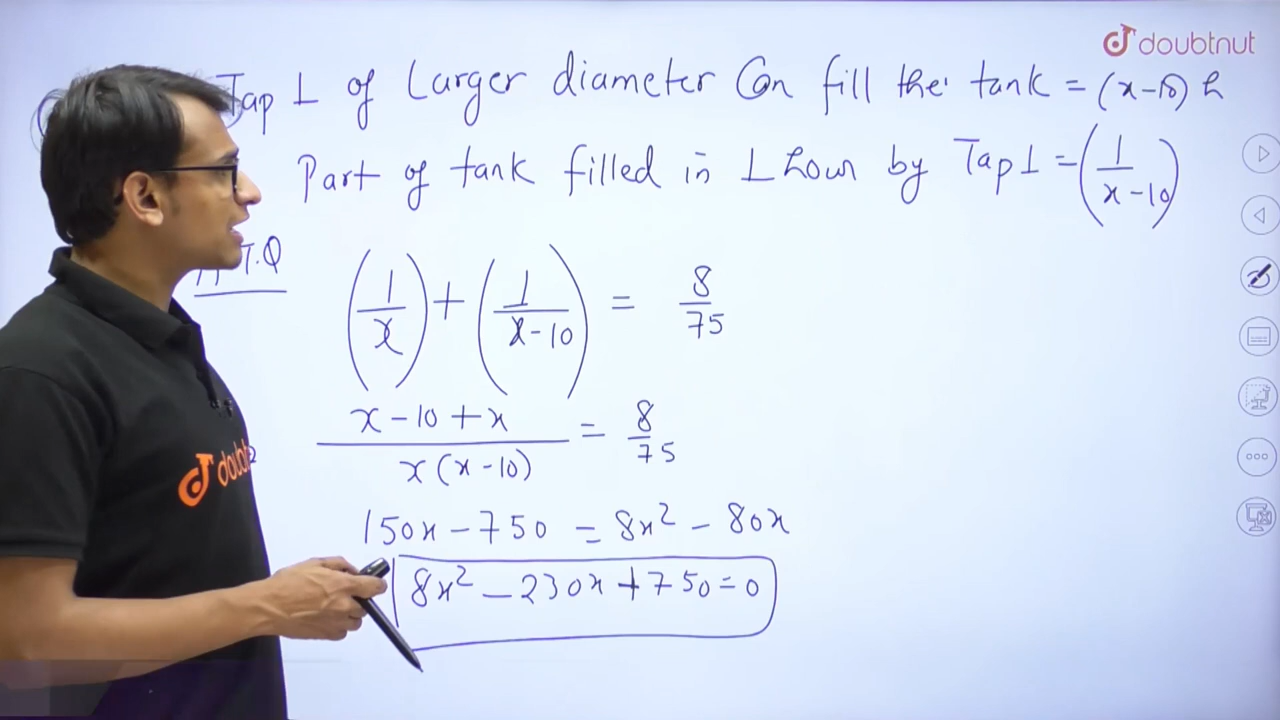 doubtnut
Tap 1 of Larger diameter Can fill the tank = (x-10) h
Part of tank filled in 1 hour by Tap 1 = (1/(x-10))
T.Q
(1/x) + (1/(x-10)) = 8/75
(x-10+x)/(x(x-10)) = 8/75
150x - 750 = 8x² - 80x
8x² - 230x + 750 = 0